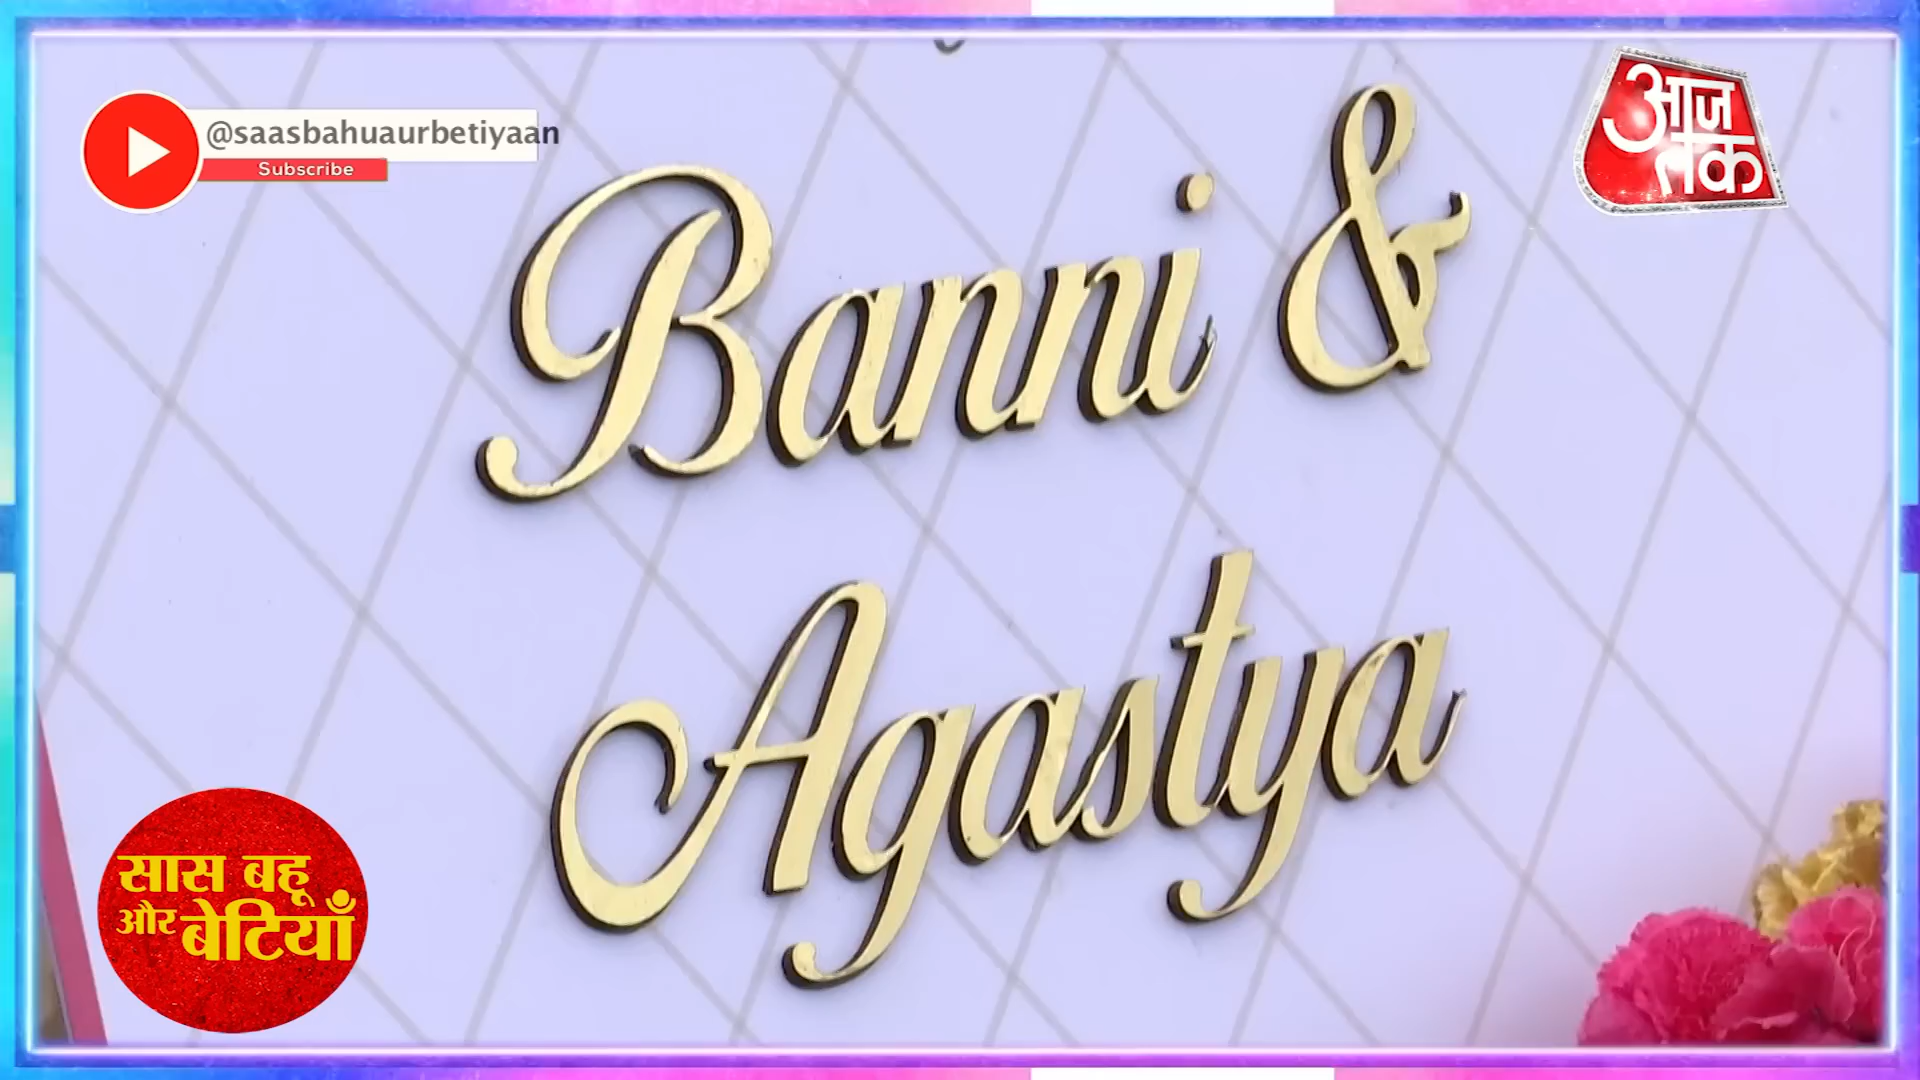 @saasbahuaurbetiyaan
Subscribe
आज
तक
Banni &
Agastya
सास बहू
और बेटियाँ